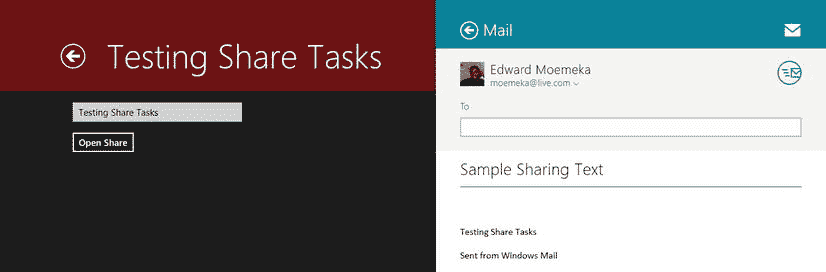 Testing Share Tasks
Testing Share Tasks
Open Share
Mail
Edward Moemeka
moemeka@live.com
To
Sample Sharing Text
Testing Share Tasks
Sent from Windows Mail